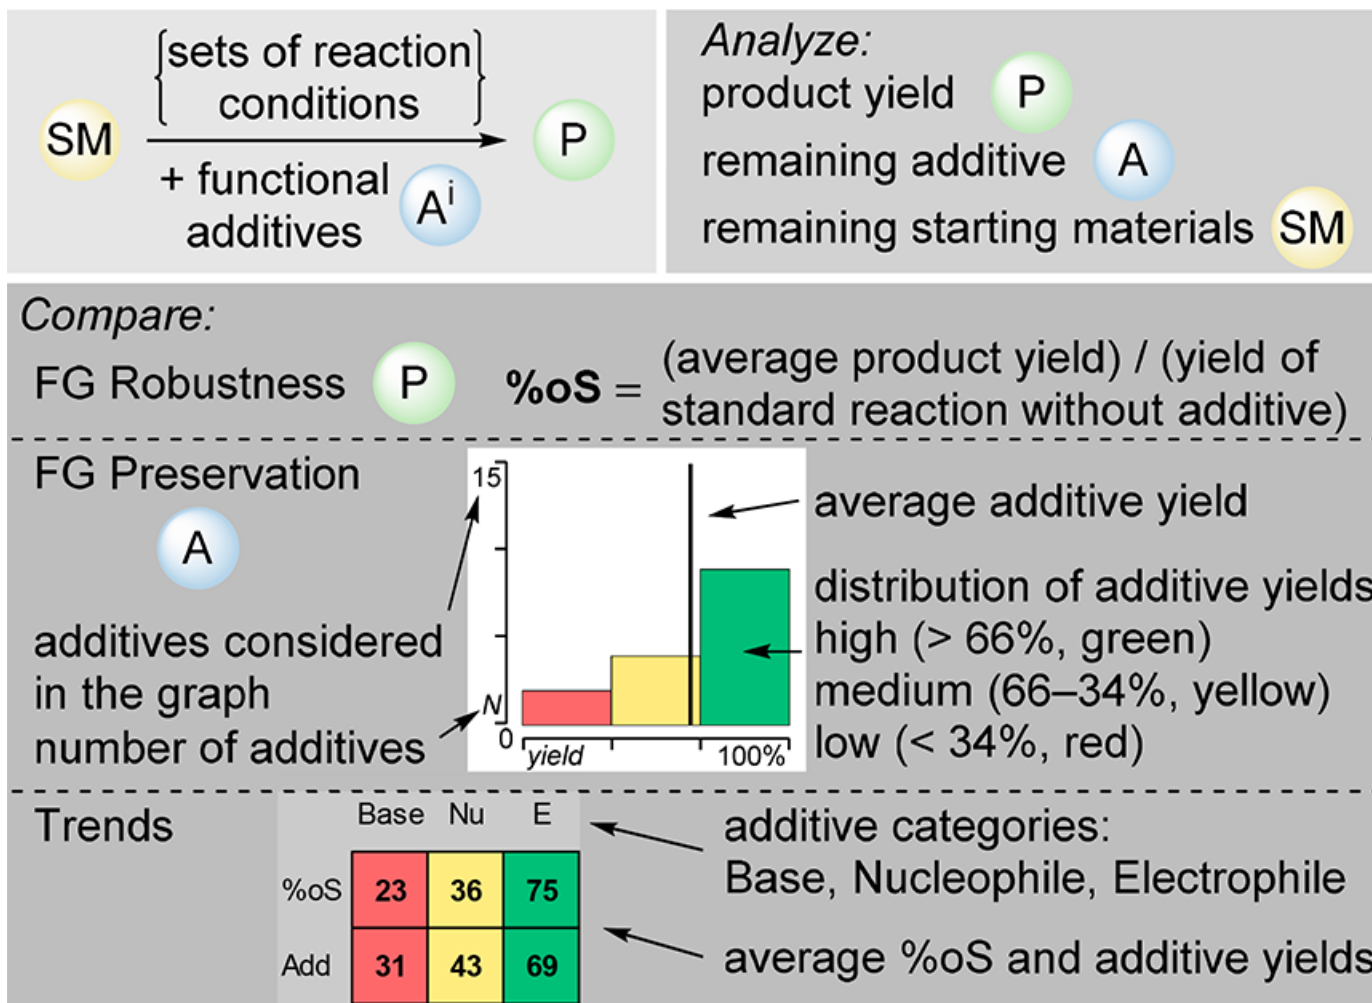 {sets of reaction
conditions}
SM
P
+ functional
additives
Aⁱ
Analyze:
product yield P
remaining additive A
remaining starting materials SM
Compare:
FG Robustness P %oS = (average product yield) / (yield of
standard reaction without additive)
FG Preservation
A
additives considered
in the graph
number of additives
15
N
0
yield 100%
average additive yield
distribution of additive yields
high (> 66%, green)
medium (66–34%, yellow)
low (< 34%, red)
Trends
Base Nu E
%oS 23 36 75
Add 31 43 69
additive categories:
Base, Nucleophile, Electrophile
average %oS and additive yields